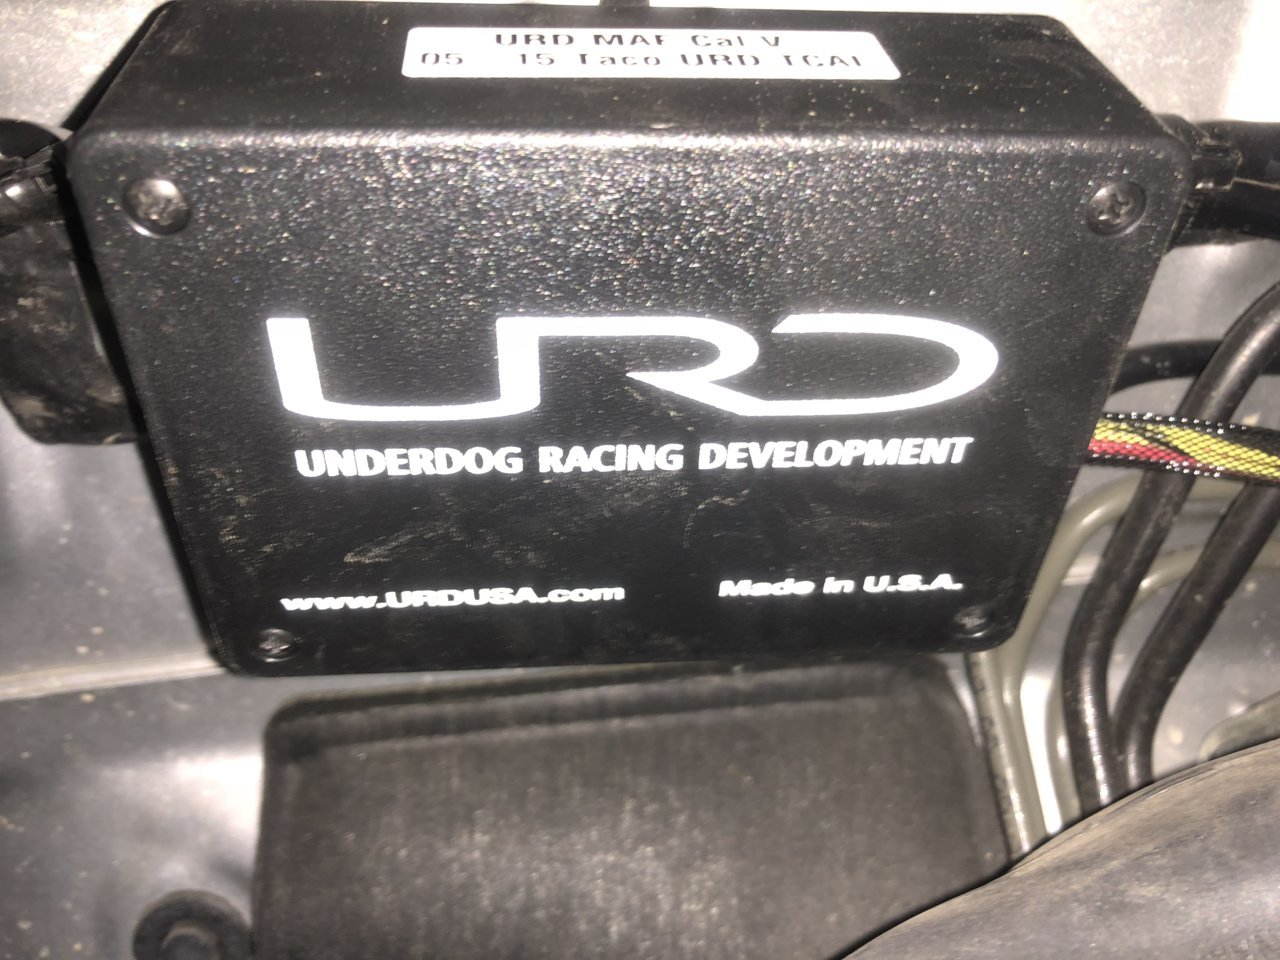 URD MAF Cal V
05 15 Taco URD TCAI
URD
UNDERDOG RACING DEVELOPMENT
www.URDUSA.com Made in U.S.A.